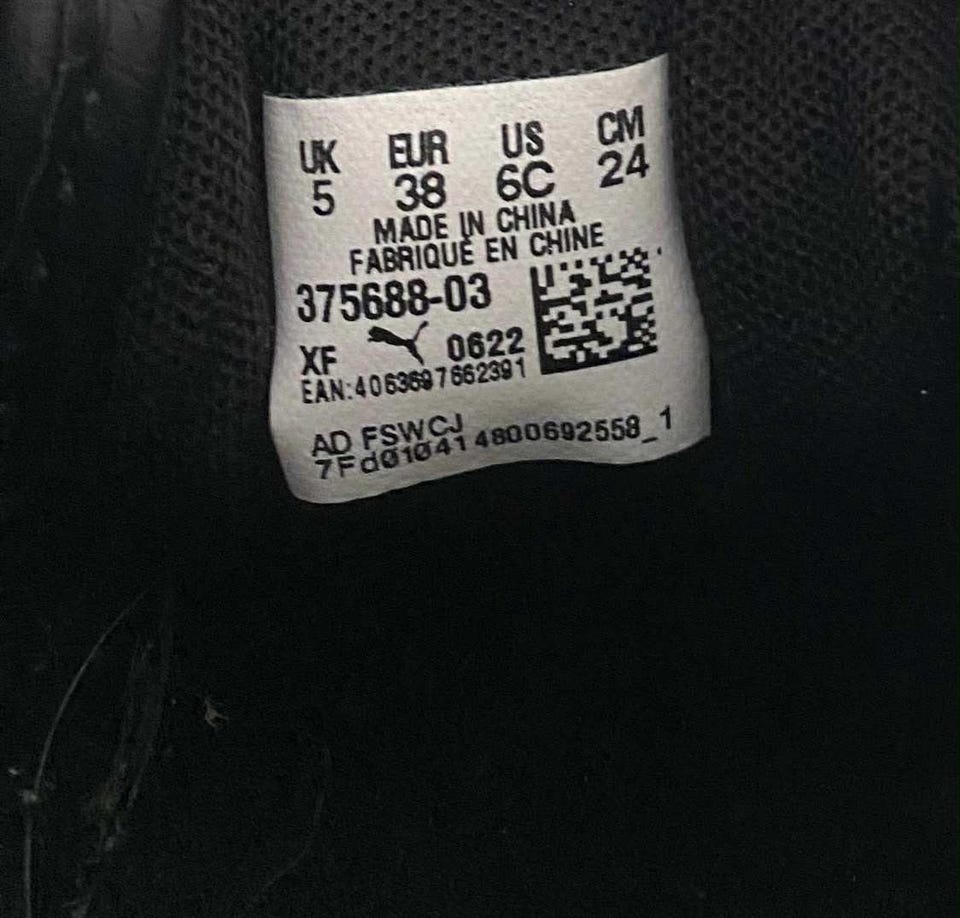 UK EUR US CM
5 38 6C 24
MADE IN CHINA
FABRIQUÉ EN CHINE
375688-03
XF 0622
EAN:4063697662391
AD FSWCJ
7Fd01041 4800692558_1